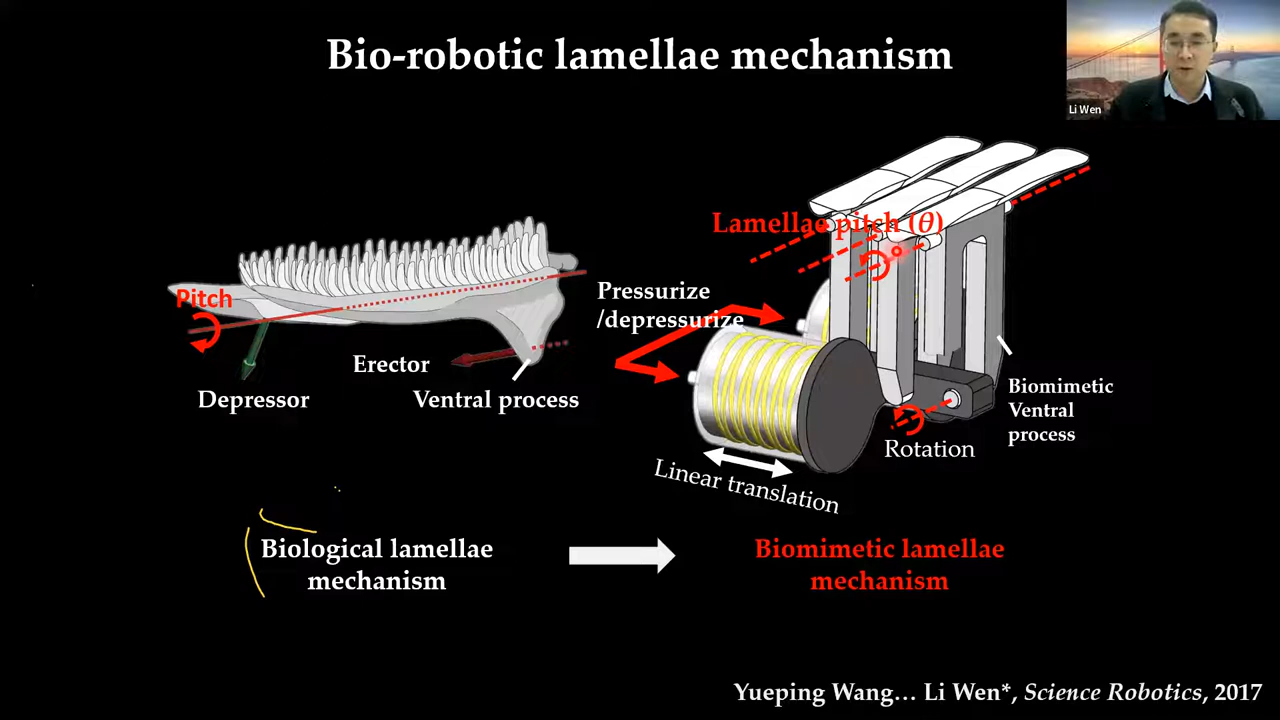 Bio-robotic lamellae mechanism
Li Wen
Lamellae pitch (θ)
Pitch
Pressurize
/depressurize
Erector
Depressor
Ventral process
Biomimetic
Ventral
process
Rotation
Linear translation
Biological lamellae
mechanism
Biomimetic lamellae
mechanism
Yueping Wang… Li Wen*, Science Robotics, 2017